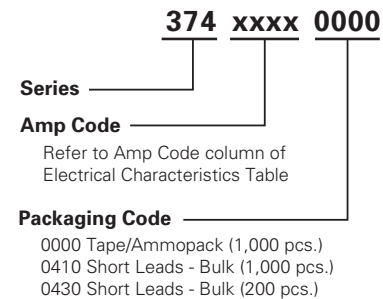 374 xxxx 0000
Series
Amp Code
Refer to Amp Code column of
Electrical Characteristics Table
Packaging Code
0000 Tape/Ammopack (1,000 pcs.)
0410 Short Leads - Bulk (1,000 pcs.)
0430 Short Leads - Bulk (200 pcs.)